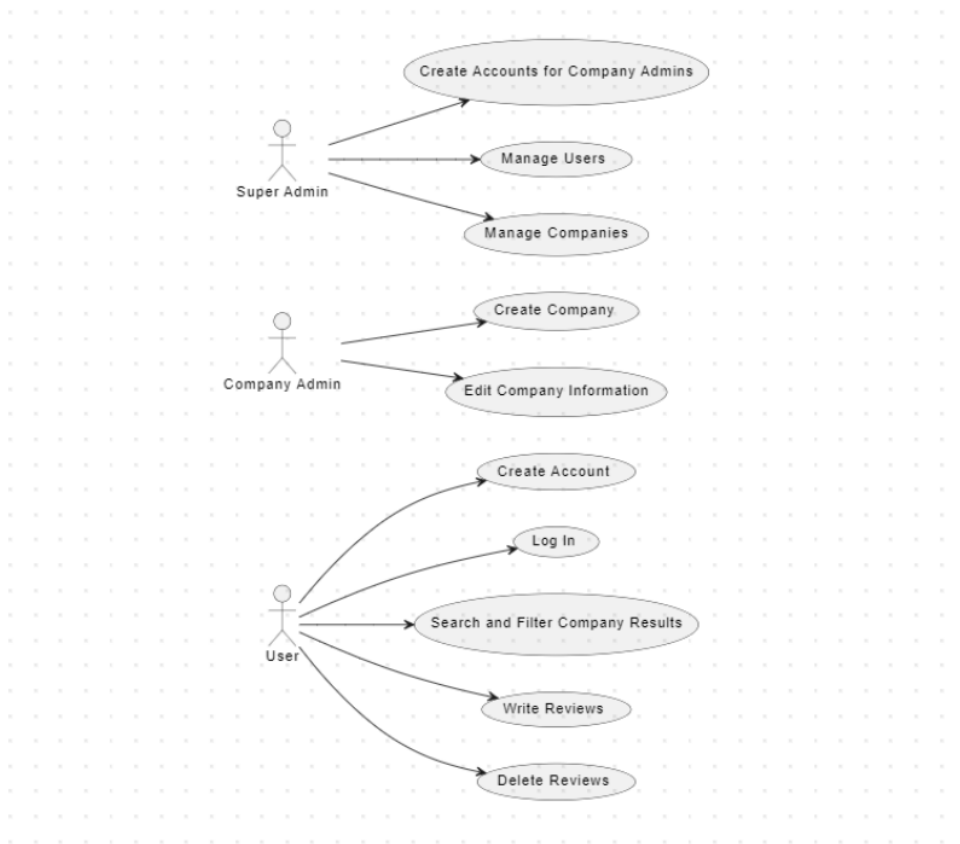 Create Accounts for Company Admins
Manage Users
Super Admin
Manage Companies
Create Company
Company Admin
Edit Company Information
Create Account
Log In
Search and Filter Company Results
User
Write Reviews
Delete Reviews